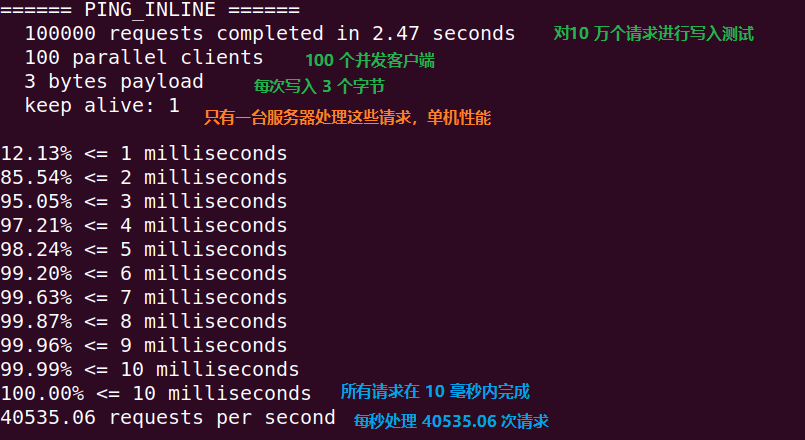 ====== PING_INLINE ======
100000 requests completed in 2.47 seconds 对10 万个请求进行写入测试
100 parallel clients 100 个并发客户端
3 bytes payload 每次写入 3 个字节
keep alive: 1 只有一台服务器处理这些请求，单机性能
12.13% <= 1 milliseconds
85.54% <= 2 milliseconds
95.05% <= 3 milliseconds
97.21% <= 4 milliseconds
98.24% <= 5 milliseconds
99.20% <= 6 milliseconds
99.63% <= 7 milliseconds
99.87% <= 8 milliseconds
99.96% <= 9 milliseconds
99.99% <= 10 milliseconds
100.00% <= 10 milliseconds 所有请求在 10 毫秒内完成
40535.06 requests per second 每秒处理 40535.06 次请求